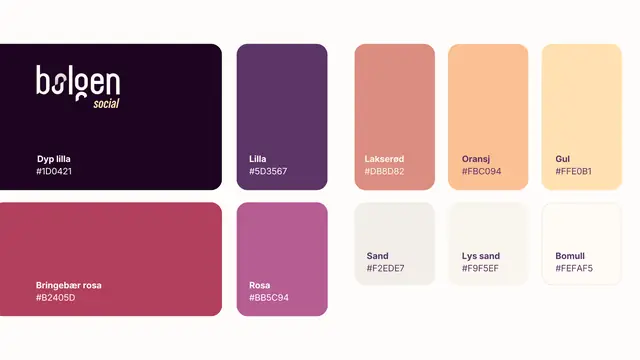 bølgen
social
Dyp lilla
#1D0421
Lilla
#5D3567
Lakserød
#DB8D82
Oransj
#FBC094
Gul
#FFE0B1
Bringebær rosa
#B2405D
Rosa
#BB5C94
Sand
#F2EDE7
Lys sand
#F9F5EF
Bomull
#FEFAF5